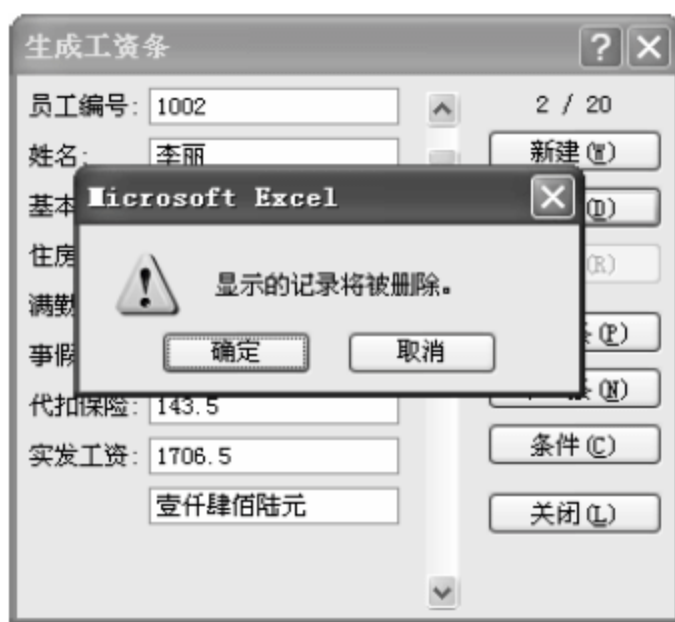 生成工资条
员工编号: 1002
2 / 20
姓名: 李丽
新建(W)
基本
(D)
住房
(R)
满勤
(P)
事假
(N)
代扣保险: 143.5
实发工资: 1706.5
条件(C)
壹仟肆佰陆元
关闭(L)
Microsoft Excel
显示的记录将被删除。
确定
取消